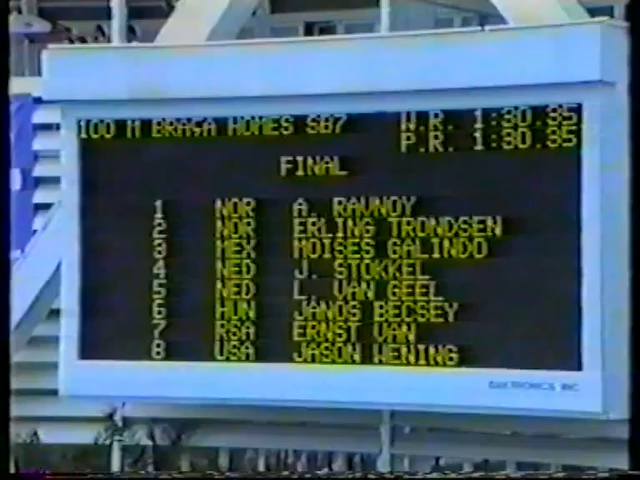 100 M BRAÇA HOMES SB7 W.R. 1:30.35
P.R. 1:30.35
FINAL
1 NOR A. RAVNOY
2 NOR ERLING TRONDSEN
3 MEX MOISES GALINDO
4 NED J. STOKKEL
5 NED L. VAN GEEL
6 HUN JANOS BECSEY
7 RSA ERNST VAN
8 USA JASON WENING